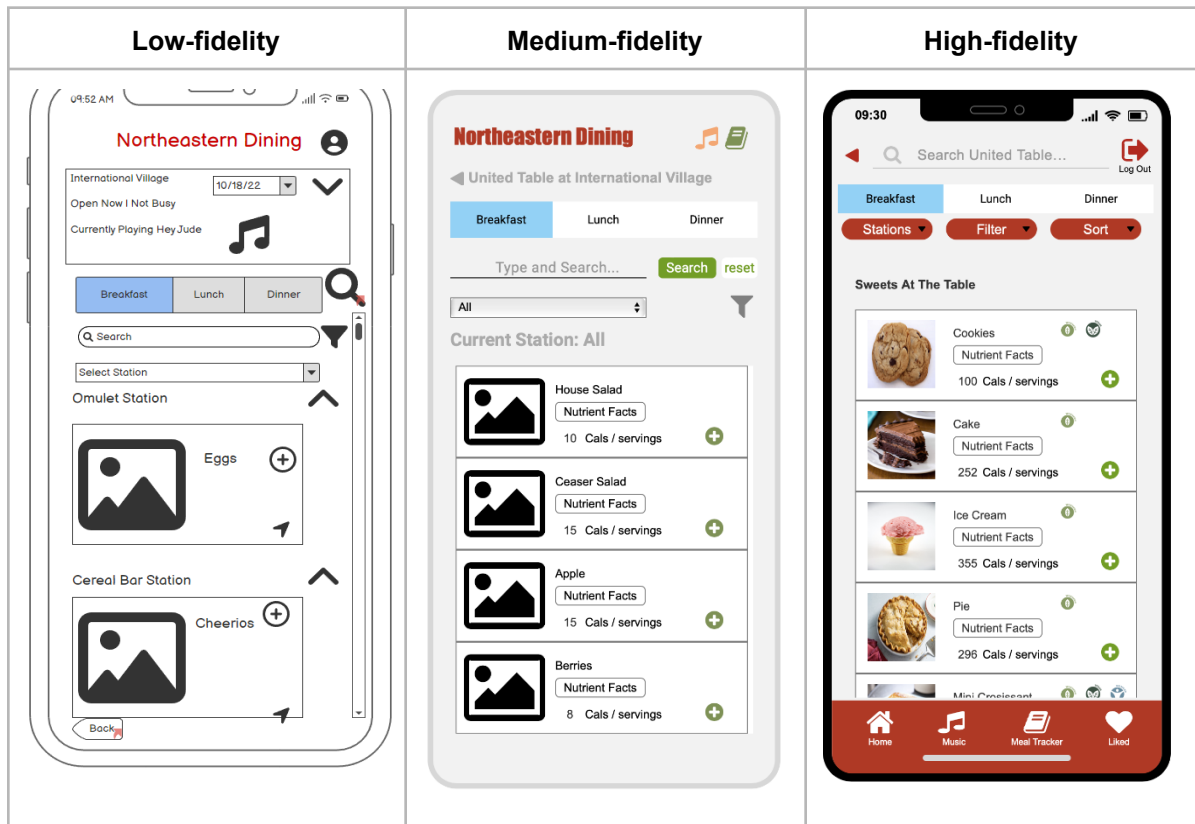 Low-fidelity
Medium-fidelity
High-fidelity
09:52 AM
Northeastern Dining
International Village
10/18/22
Open Now I Not Busy
Currently Playing Hey Jude
Breakfast
Lunch
Dinner
Search
Select Station
Omulet Station
Eggs
Cereal Bar Station
Cheerios
Back
Northeastern Dining
United Table at International Village
Breakfast
Lunch
Dinner
Type and Search...
Search
reset
All
Current Station: All
House Salad
Nutrient Facts
10 Cals / servings
Ceaser Salad
Nutrient Facts
15 Cals / servings
Apple
Nutrient Facts
15 Cals / servings
Berries
Nutrient Facts
8 Cals / servings
09:30
Search United Table...
Log Out
Breakfast
Lunch
Dinner
Stations
Filter
Sort
Sweets At The Table
Cookies
Nutrient Facts
100 Cals / servings
Cake
Nutrient Facts
252 Cals / servings
Ice Cream
Nutrient Facts
355 Cals / servings
Pie
Nutrient Facts
296 Cals / servings
Mini Crosissant
Home
Music
Meal Tracker
Liked